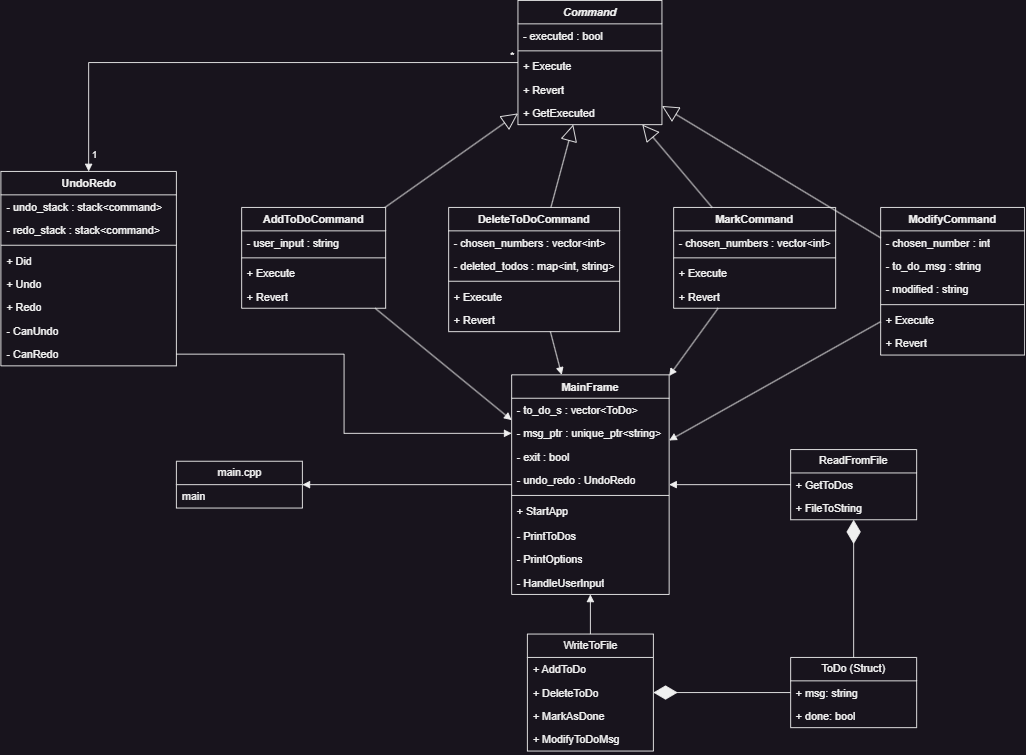 Command
- executed : bool
+ Execute
+ Revert
+ GetExecuted
*
1
UndoRedo
- undo_stack : stack<command>
- redo_stack : stack<command>
+ Did
+ Undo
+ Redo
- CanUndo
- CanRedo
AddToDoCommand
- user_input : string
+ Execute
+ Revert
DeleteToDoCommand
- chosen_numbers : vector<int>
- deleted_todos : map<int, string>
+ Execute
+ Revert
MarkCommand
- chosen_numbers : vector<int>
+ Execute
+ Revert
ModifyCommand
- chosen_number : int
- to_do_msg : string
- modified : string
+ Execute
+ Revert
MainFrame
- to_do_s : vector<ToDo>
- msg_ptr : unique_ptr<string>
- exit : bool
- undo_redo : UndoRedo
+ StartApp
- PrintToDos
- PrintOptions
- HandleUserInput
main.cpp
main
ReadFromFile
+ GetToDos
+ FileToString
WriteToFile
+ AddToDo
+ DeleteToDo
+ MarkAsDone
+ ModifyToDoMsg
ToDo (Struct)
+ msg: string
+ done: bool